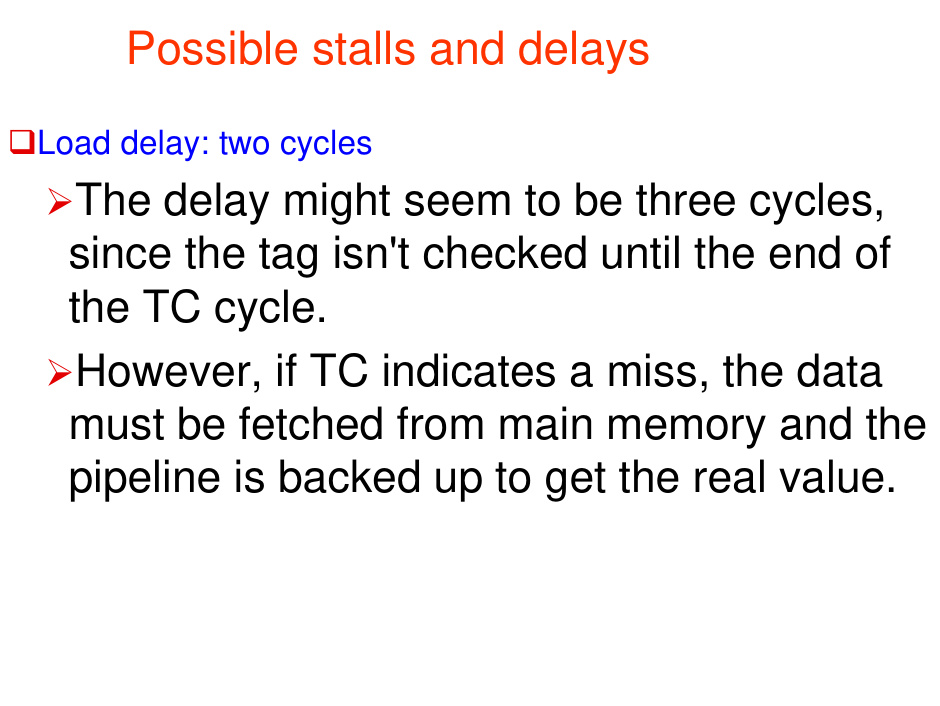 Possible stalls and delays
❑Load delay: two cycles
➢The delay might seem to be three cycles,
since the tag isn't checked until the end of
the TC cycle.
➢However, if TC indicates a miss, the data
must be fetched from main memory and the
pipeline is backed up to get the real value.